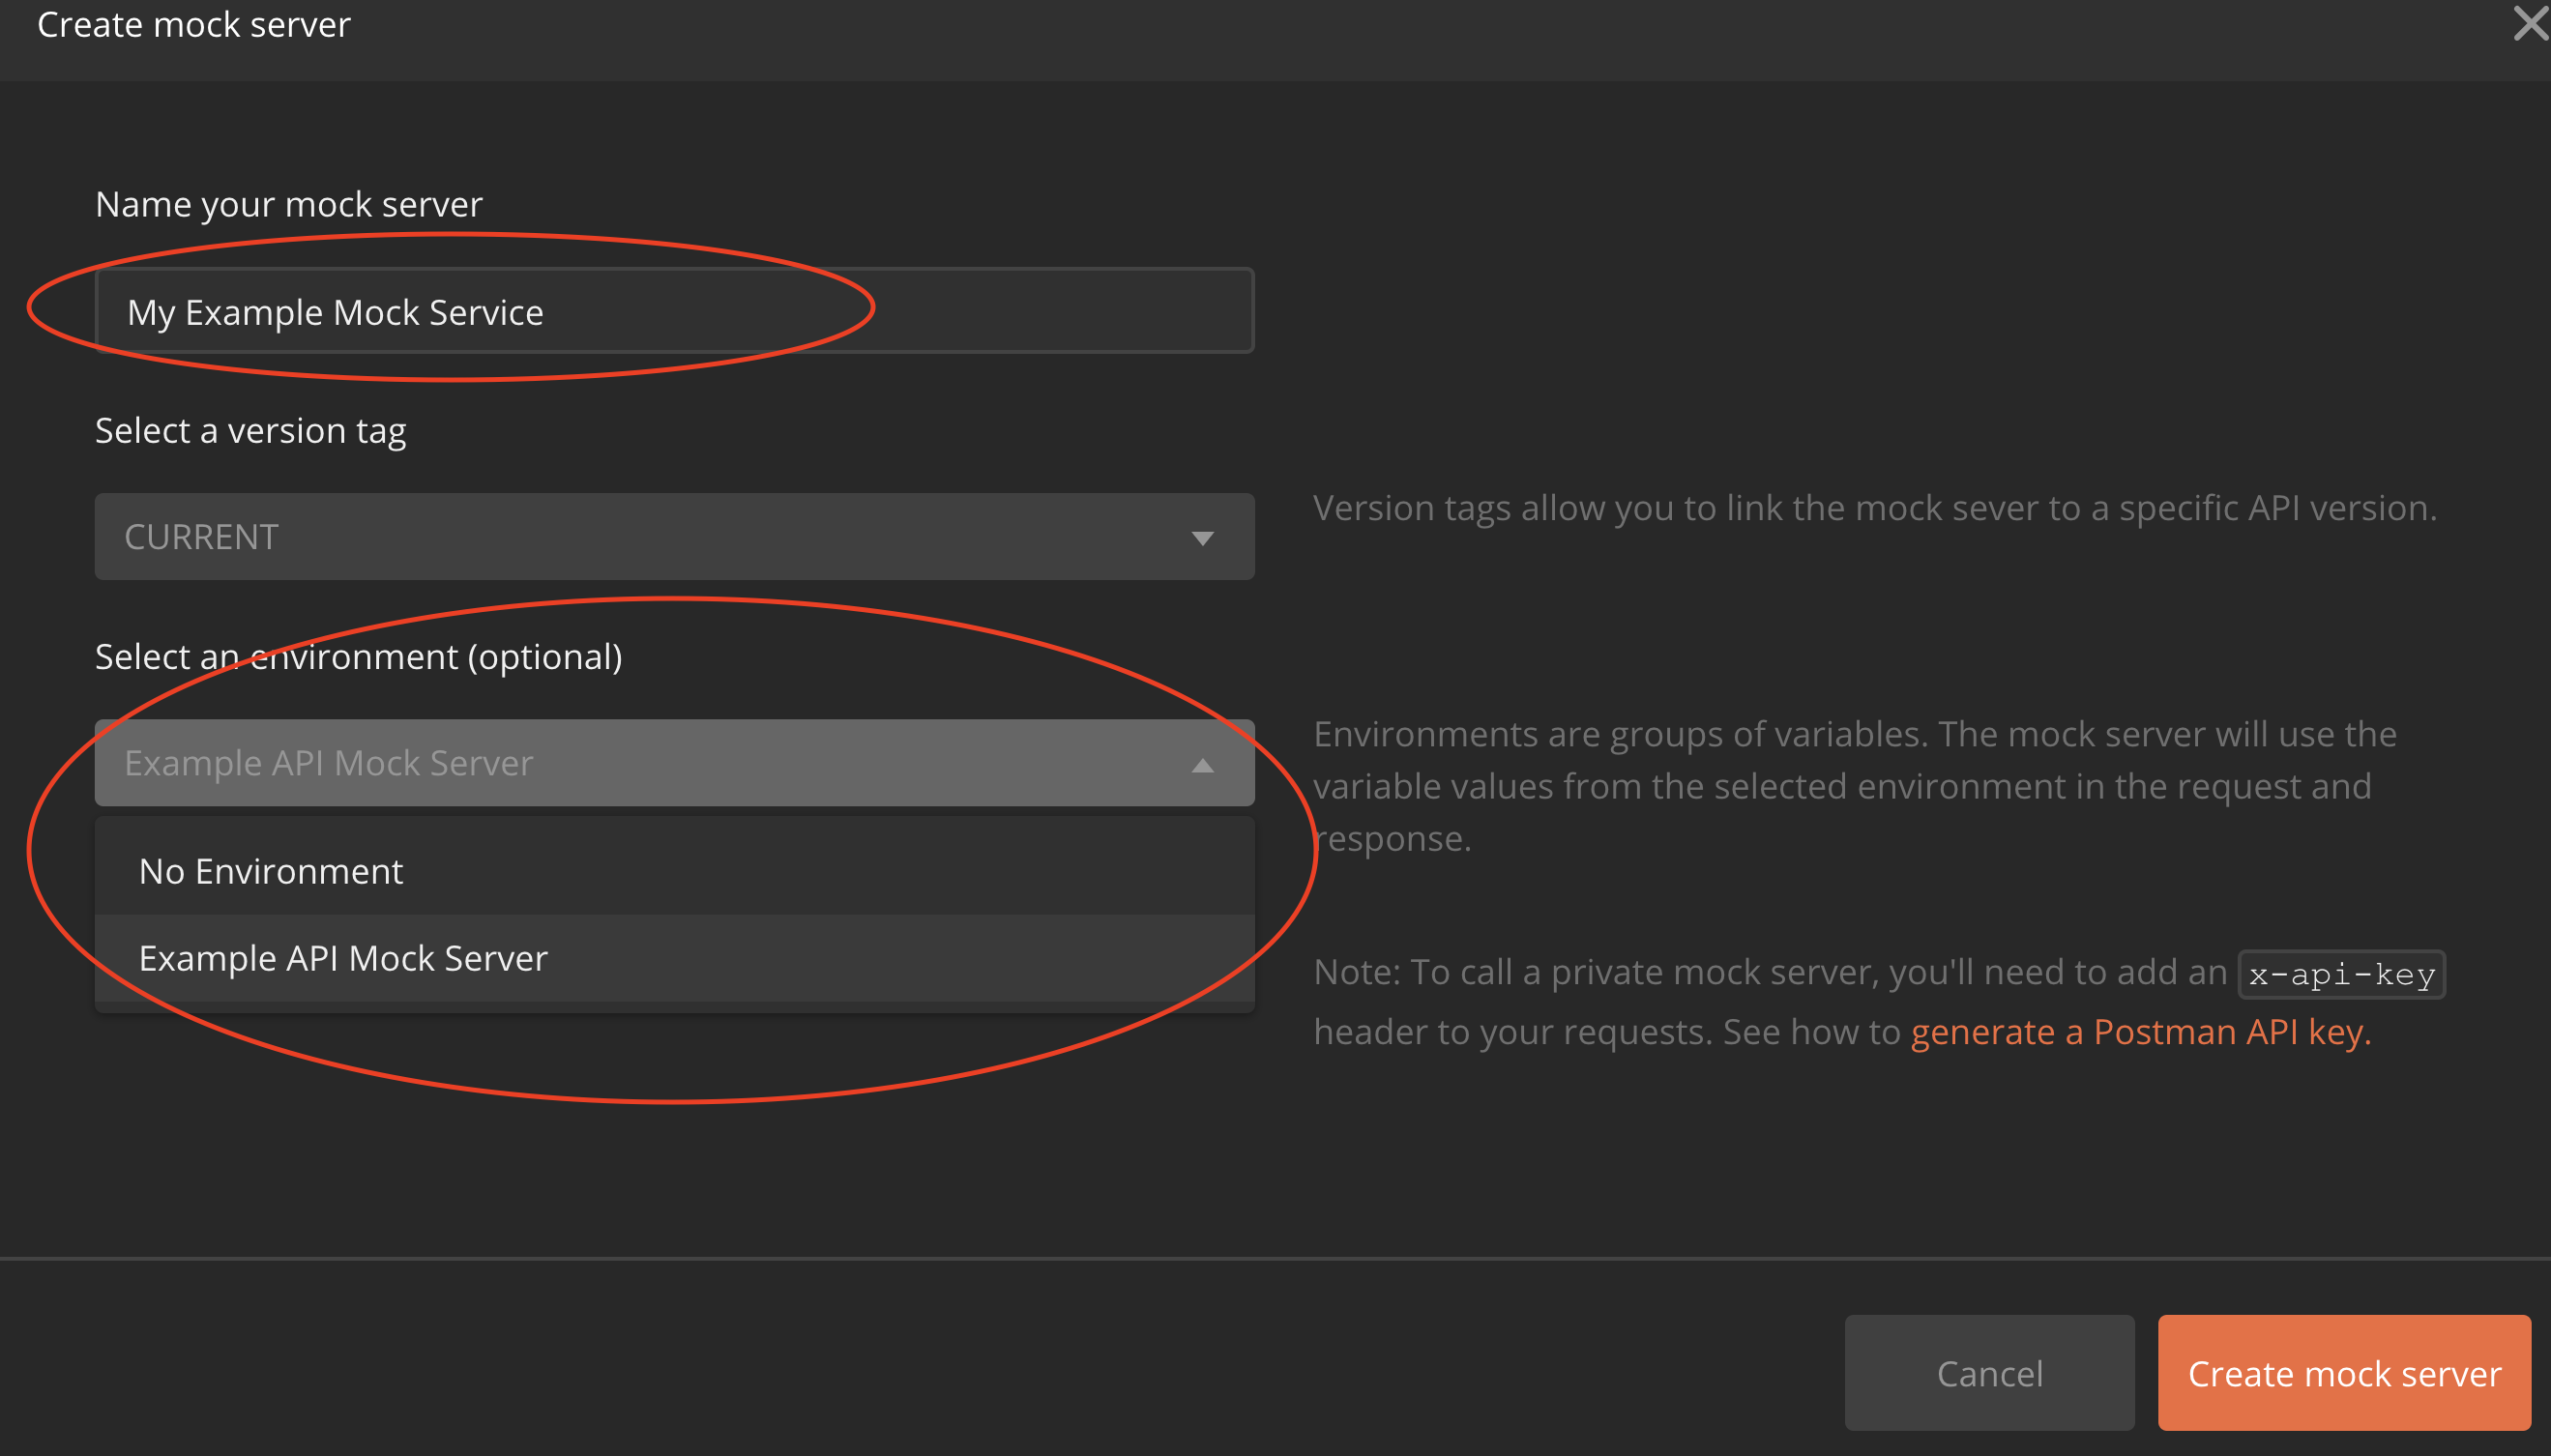 Create mock server
Name your mock server
My Example Mock Service
Select a version tag
CURRENT
Version tags allow you to link the mock sever to a specific API version.
Select an environment (optional)
Example API Mock Server
No Environment
Example API Mock Server
Environments are groups of variables. The mock server will use the
variable values from the selected environment in the request and
response.
Note: To call a private mock server, you'll need to add an x-api-key
header to your requests. See how to generate a Postman API key.
Cancel
Create mock server